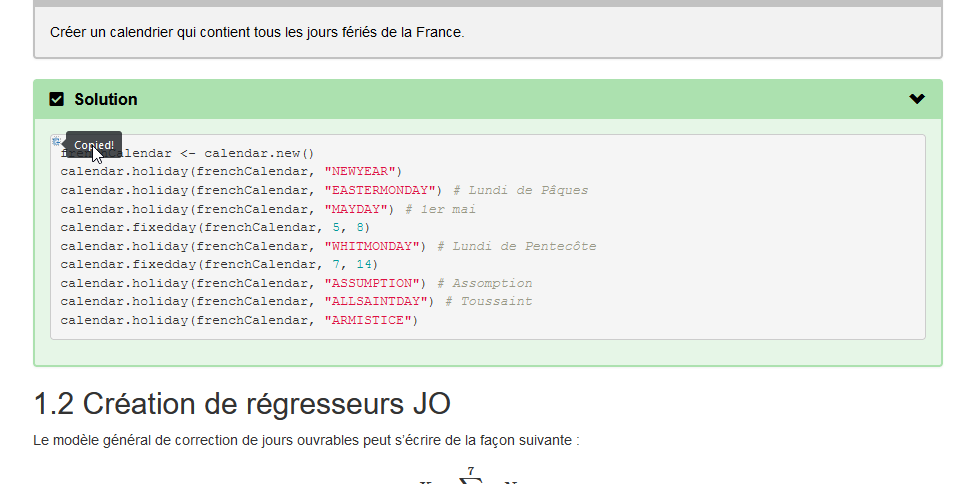 Créer un calendrier qui contient tous les jours fériés de la France.
Solution
Copied!
frenchCalendar <- calendar.new()
calendar.holiday(frenchCalendar, "NEWYEAR")
calendar.holiday(frenchCalendar, "EASTERMONDAY") # Lundi de Pâques
calendar.holiday(frenchCalendar, "MAYDAY") # 1er mai
calendar.fixedday(frenchCalendar, 5, 8)
calendar.holiday(frenchCalendar, "WHITMONDAY") # Lundi de Pentecôte
calendar.fixedday(frenchCalendar, 7, 14)
calendar.holiday(frenchCalendar, "ASSUMPTION") # Assomption
calendar.holiday(frenchCalendar, "ALLSAINTDAY") # Toussaint
calendar.holiday(frenchCalendar, "ARMISTICE")
1.2 Création de régresseurs JO
Le modèle général de correction de jours ouvrables peut s’écrire de la façon suivante :
7